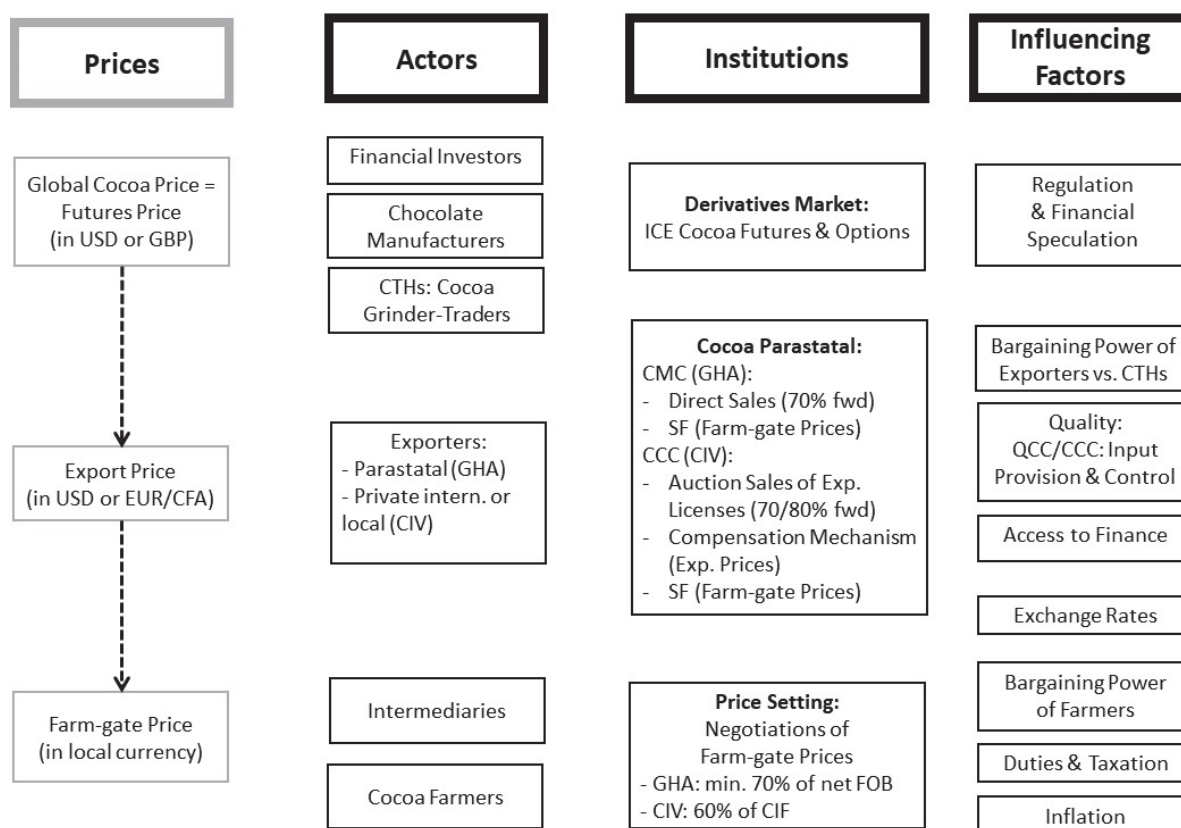 Prices
Actors
Institutions
Influencing
Factors
Global Cocoa Price =
Futures Price
(in USD or GBP)
Export Price
(in USD or EUR/CFA)
Farm-gate Price
(in local currency)
Financial Investors
Chocolate
Manufacturers
CTHs: Cocoa
Grinder-Traders
Exporters:
- Parastatal (GHA)
- Private intern. or
local (CIV)
Intermediaries
Cocoa Farmers
Derivatives Market:
ICE Cocoa Futures & Options
Cocoa Parastatal:
CMC (GHA):
- Direct Sales (70% fwd)
- SF (Farm-gate Prices)
CCC (CIV):
- Auction Sales of Exp.
Licenses (70/80% fwd)
- Compensation Mechanism
(Exp. Prices)
- SF (Farm-gate Prices)
Price Setting:
Negotiations of
Farm-gate Prices
- GHA: min. 70% of net FOB
- CIV: 60% of CIF
Regulation
& Financial
Speculation
Bargaining Power of
Exporters vs. CTHs
Quality:
QCC/CCC: Input
Provision & Control
Access to Finance
Exchange Rates
Bargaining Power
of Farmers
Duties & Taxation
Inflation